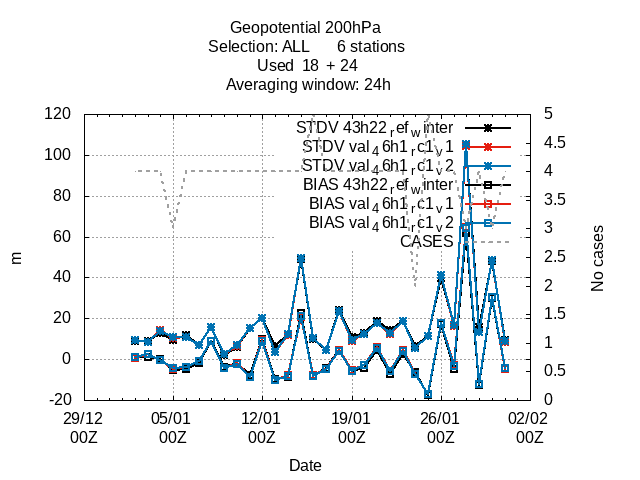 Geopotential 200hPa
Selection: ALL 6 stations
Used 18 + 24
Averaging window: 24h
120 5
STDV 43h22_ref_winter
4.5
STDV val_46h1_rc1_v1
100
STDV val_46h1_rc1_v2
4
BIAS 43h22_ref_winter
80 3.5
BIAS val_46h1_rc1_v1
BIAS val_46h1_rc1_v2
3
60
CASES
2.5
m
No cases
40
2
20 1.5
1
0
0.5
-20 0
29/12 05/01 12/01 19/01 26/01 02/02
00Z 00Z 00Z 00Z 00Z 00Z
Date